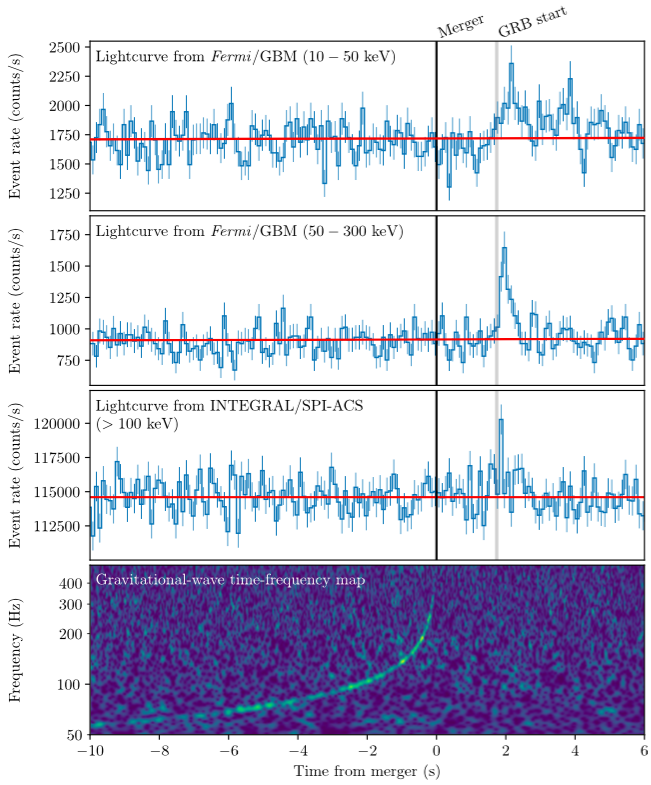 Merger
GRB start
Lightcurve from Fermi/GBM (10 − 50 keV)
Event rate (counts/s)
2500
2250
2000
1750
1500
1250
Lightcurve from Fermi/GBM (50 − 300 keV)
Event rate (counts/s)
1750
1500
1250
1000
750
Lightcurve from INTEGRAL/SPI-ACS
(> 100 keV)
Event rate (counts/s)
120000
117500
115000
112500
Gravitational-wave time-frequency map
Frequency (Hz)
400
300
200
100
50
−10 −8 −6 −4 −2 0 2 4 6
Time from merger (s)